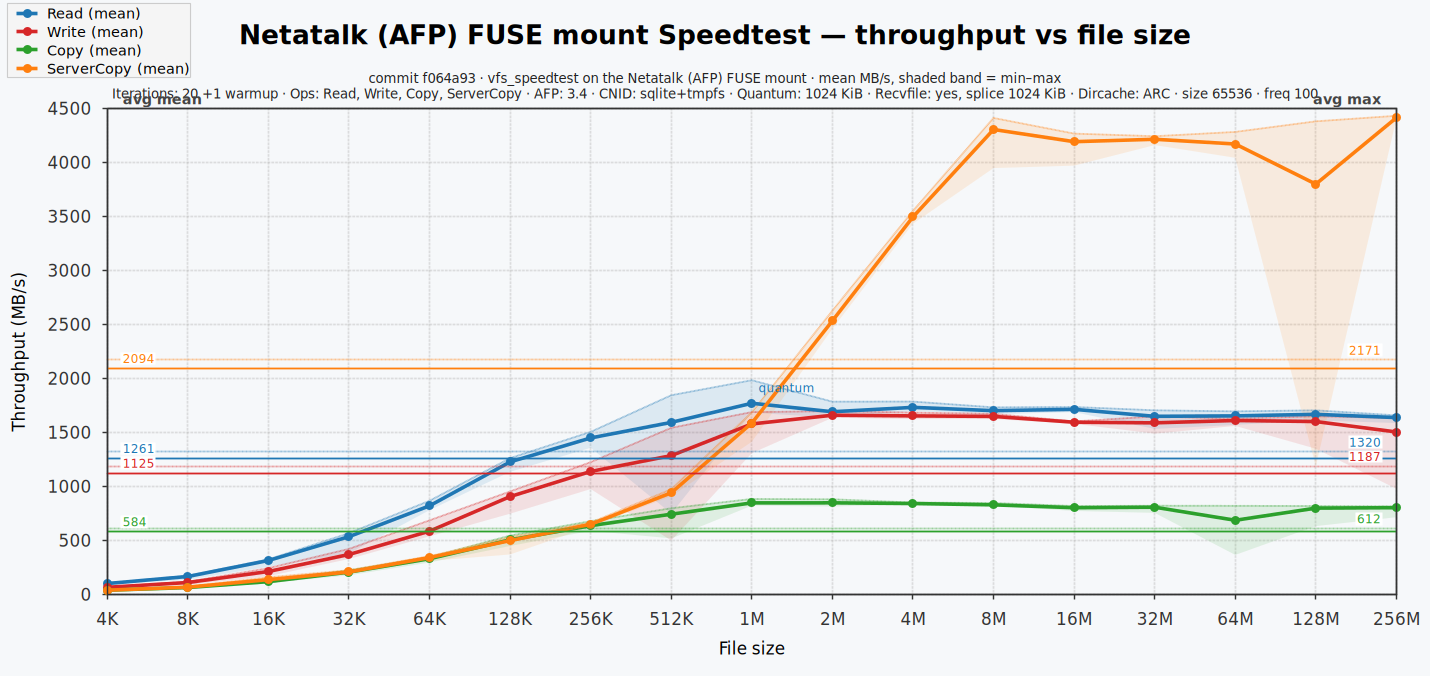 Read (mean)
Write (mean)
Copy (mean)
ServerCopy (mean)
Netatalk (AFP) FUSE mount Speedtest — throughput vs file size
commit f064a93 · vfs_speedtest on the Netatalk (AFP) FUSE mount · mean MB/s, shaded band = min–max
Iterations: 20 +1 warmup · Ops: Read, Write, Copy, ServerCopy · AFP: 3.4 · CNID: sqlite+tmpfs · Quantum: 1024 KiB · Recvfile: yes, splice 1024 KiB · Dircache: ARC · size 65536 · freq 100
avg mean
avg max
4500
4000
3500
3000
2500
2000
1500
1000
500
0
Throughput (MB/s)
2094
2171
quantum
1261
1320
1125
1187
584
612
4K 8K 16K 32K 64K 128K 256K 512K 1M 2M 4M 8M 16M 32M 64M 128M 256M
File size